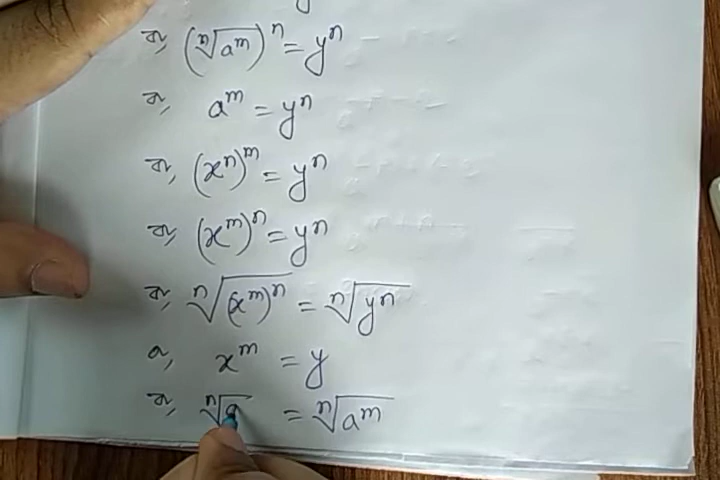 বা, (ⁿ√aᵐ)ⁿ = yⁿ
বা, aᵐ = yⁿ
বা, (xⁿ)ᵐ = yⁿ
বা, (xᵐ)ⁿ = yⁿ
বা, ⁿ√(xᵐ)ⁿ = ⁿ√yⁿ
বা, xᵐ = y
বা, ⁿ√a = ⁿ√aᵐ